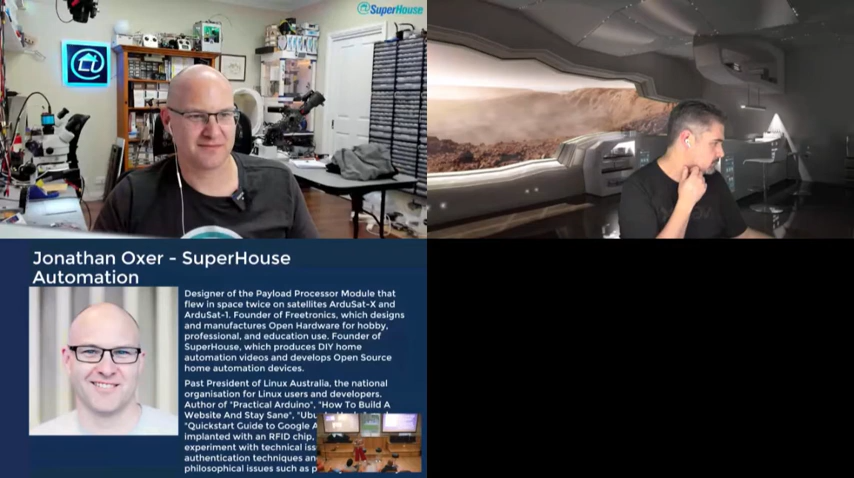 @SuperHouse
Jonathan Oxer - SuperHouse
Automation
Designer of the Payload Processor Module that
flew in space twice on satellites ArduSat-X and
ArduSat-1. Founder of Freetronics, which designs
and manufactures Open Hardware for hobby,
professional, and education use. Founder of
SuperHouse, which produces DIY home
automation videos and develops Open Source
home automation devices.
Past President of Linux Australia, the national
organisation for Linux users and developers.
Author of "Practical Arduino", "How To Build A
Website And Stay Sane",
"Quickstart Guide to Google
implanted with an RFID chip,
experiment with technical
authentication techniques
philosophical issues such as